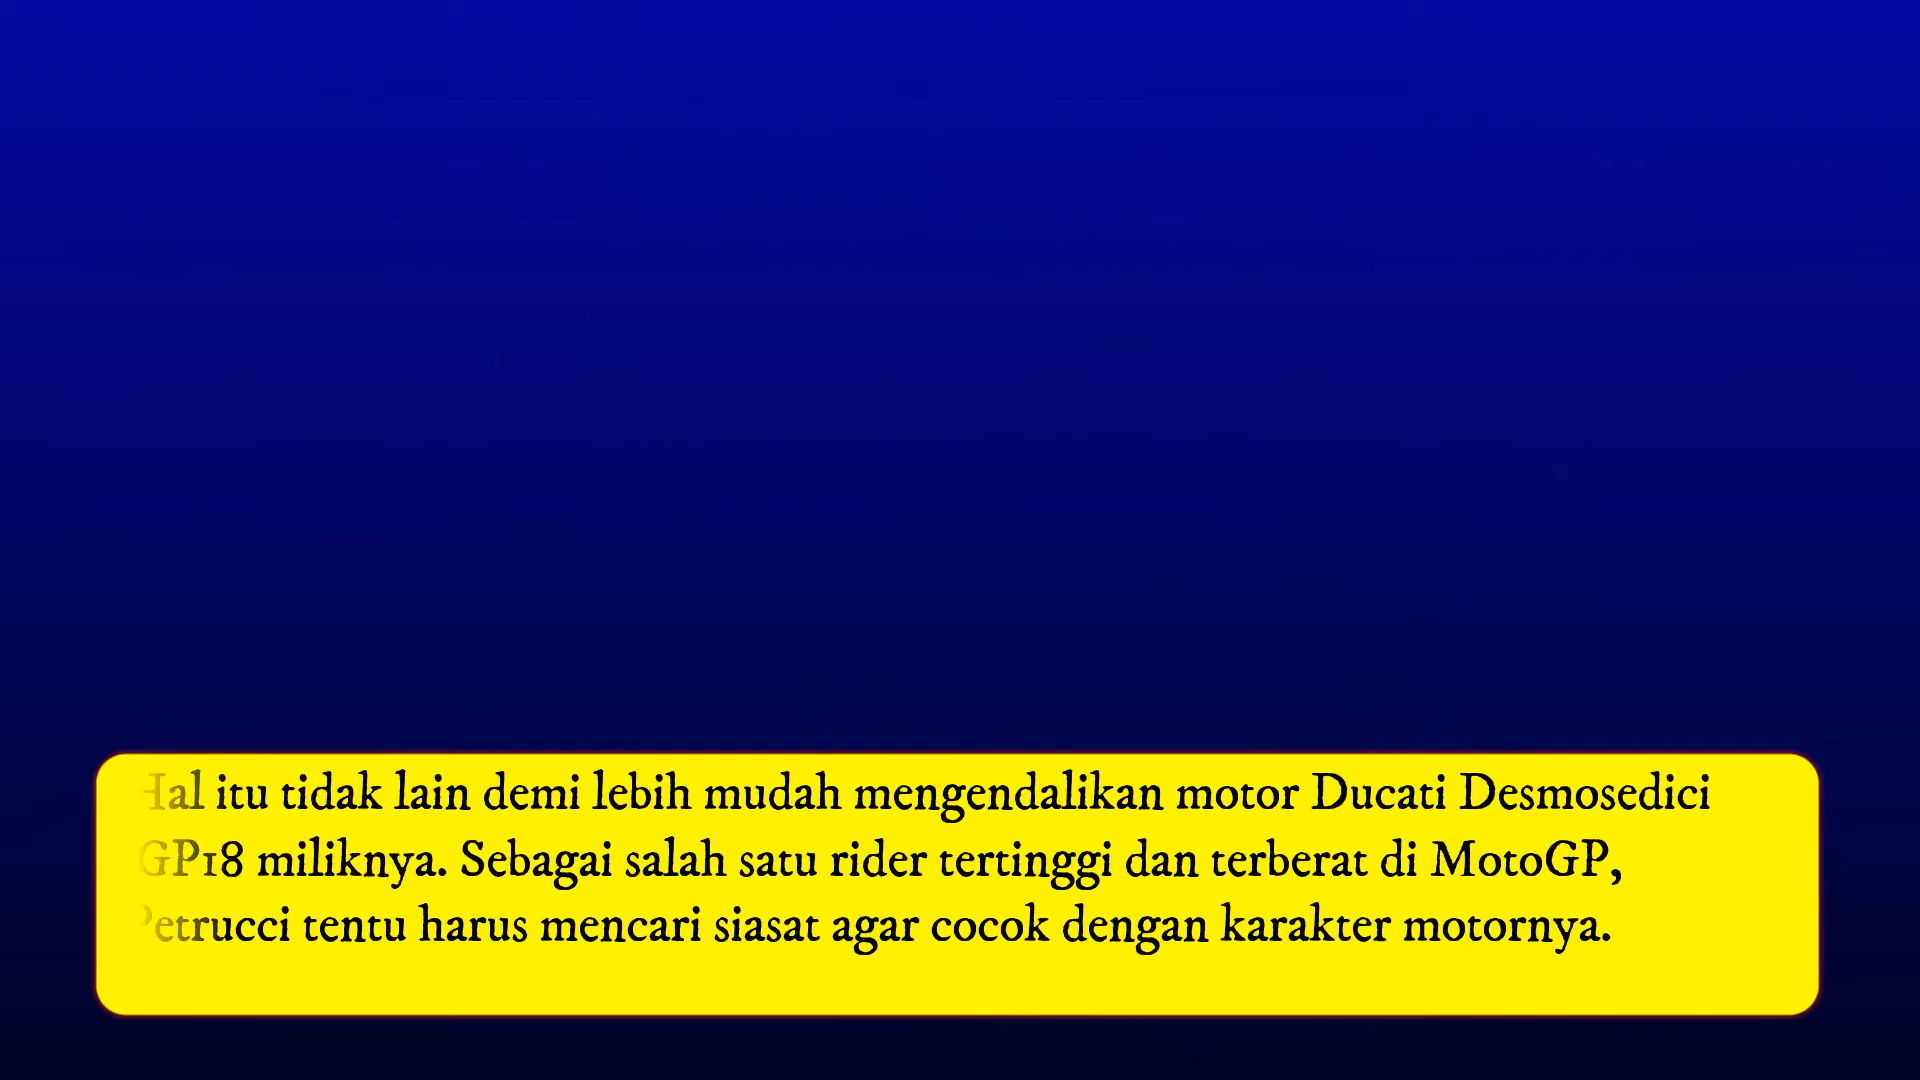 Hal itu tidak lain demi lebih mudah mengendalikan motor Ducati Desmosedici
GP18 miliknya. Sebagai salah satu rider tertinggi dan terberat di MotoGP,
Petrucci tentu harus mencari siasat agar cocok dengan karakter motornya.